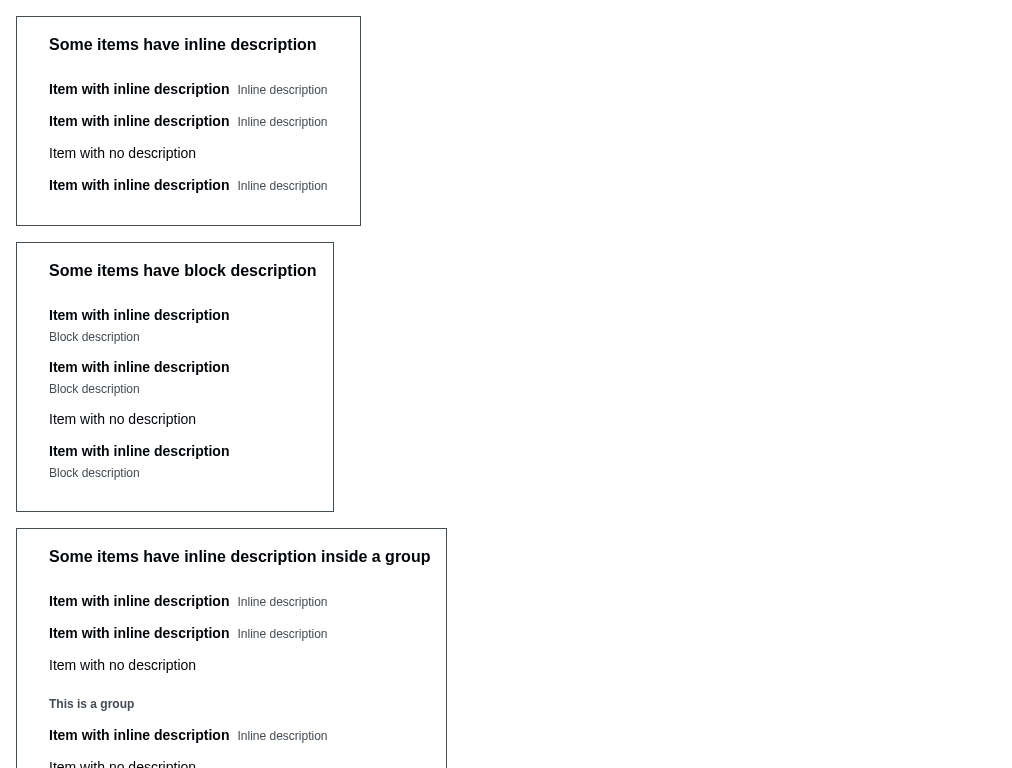 Some items have inline description
Item with inline description Inline description
Item with inline description Inline description
Item with no description
Item with inline description Inline description
Some items have block description
Item with inline description
Block description
Item with inline description
Block description
Item with no description
Item with inline description
Block description
Some items have inline description inside a group
Item with inline description Inline description
Item with inline description Inline description
Item with no description
This is a group
Item with inline description Inline description
Item with no description